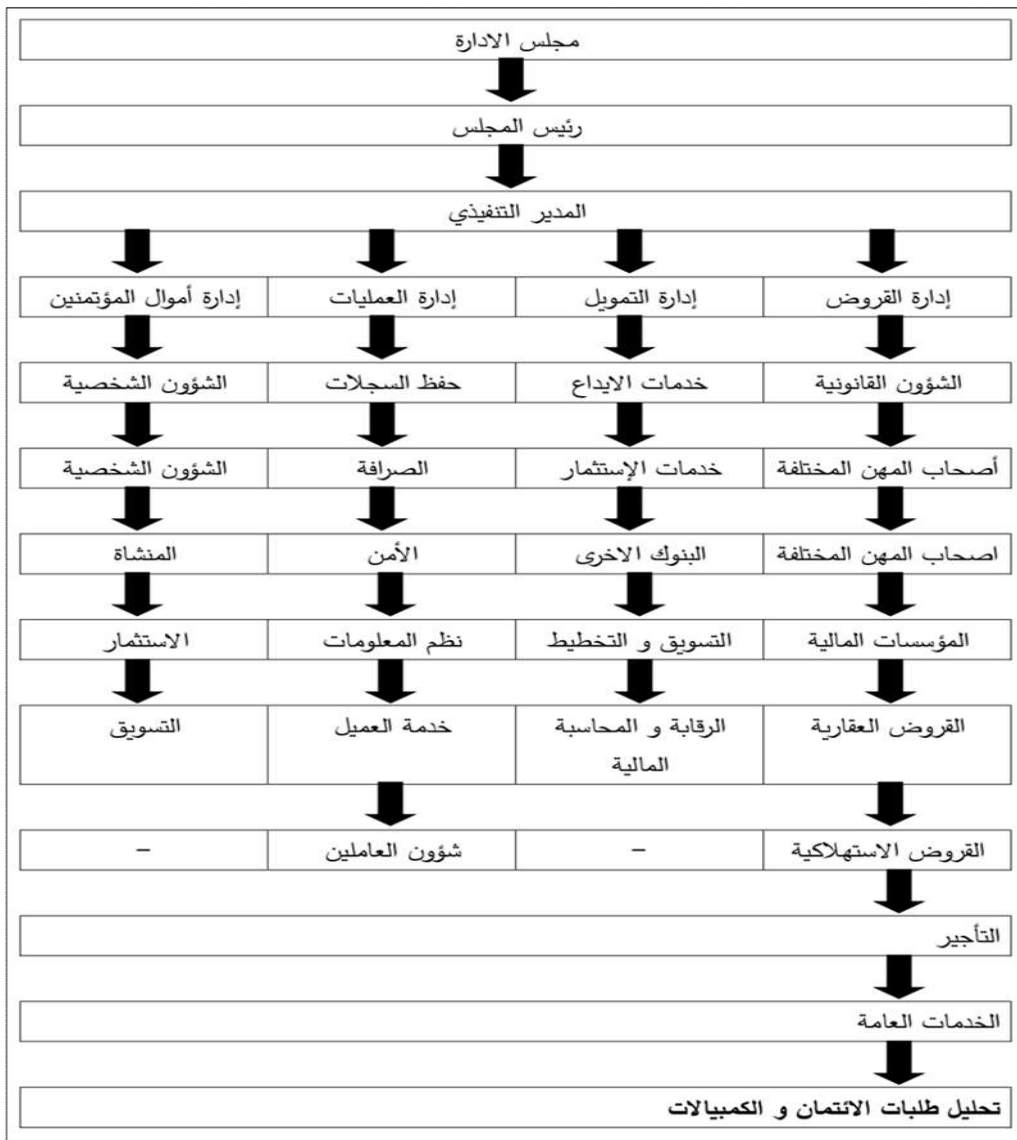 مجلس الادارة
رئيس المجلس
المدير التنفيذي
إدارة القروض
إدارة التمويل
إدارة العمليات
إدارة أموال المؤتمنين
الشؤون القانونية
خدمات الايداع
حفظ السجلات
الشؤون الشخصية
أصحاب المهن المختلفة
خدمات الإستثمار
الصرافة
الشؤون الشخصية
اصحاب المهن المختلفة
البنوك الاخرى
الأمن
المنشاة
المؤسسات المالية
التسويق و التخطيط
نظم المعلومات
الاستثمار
القروض العقارية
الرقابة و المحاسبة
المالية
خدمة العميل
التسويق
القروض الاستهلاكية
–
شؤون العاملين
–
التأجير
الخدمات العامة
تحليل طلبات الائتمان و الكمبيالات